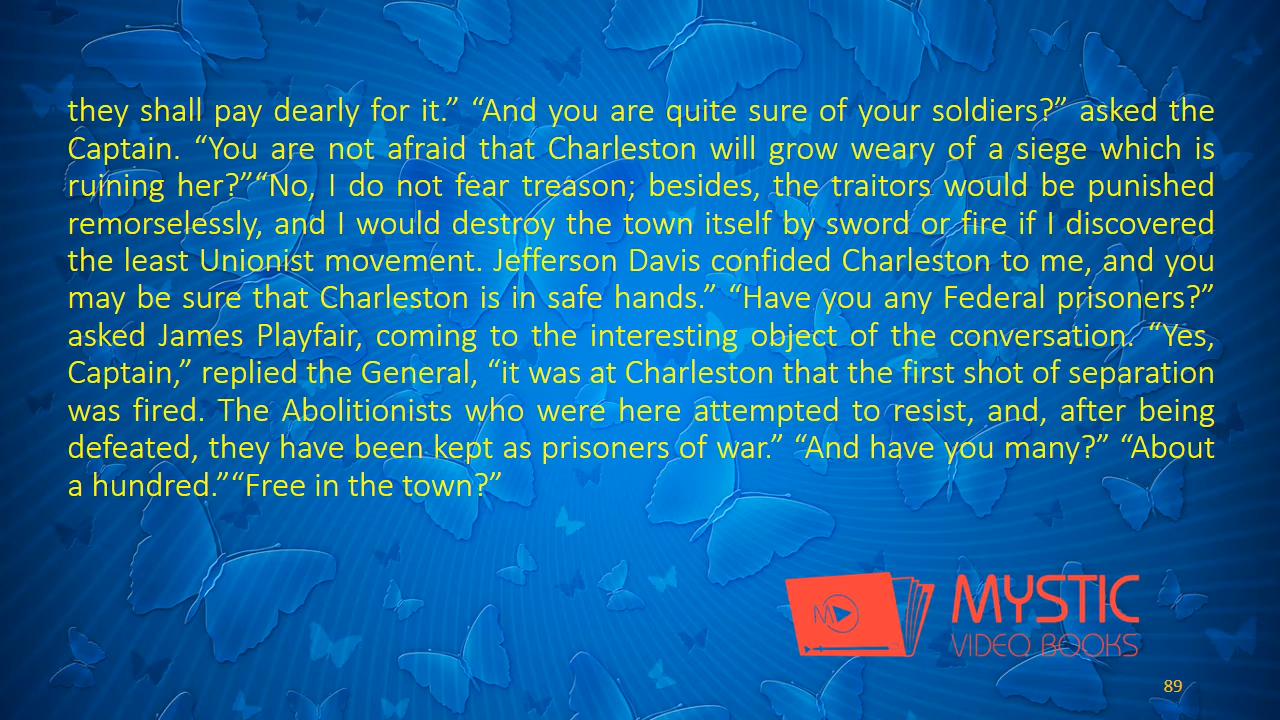 they shall pay dearly for it.” “And you are quite sure of your soldiers?” asked the
Captain. “You are not afraid that Charleston will grow weary of a siege which is
ruining her?”“No, I do not fear treason; besides, the traitors would be punished
remorselessly, and I would destroy the town itself by sword or fire if I discovered
the least Unionist movement. Jefferson Davis confided Charleston to me, and you
may be sure that Charleston is in safe hands.” “Have you any Federal prisoners?”
asked James Playfair, coming to the interesting object of the conversation. “Yes,
Captain,” replied the General, “it was at Charleston that the first shot of separation
was fired. The Abolitionists who were here attempted to resist, and, after being
defeated, they have been kept as prisoners of war.” “And have you many?” “About
a hundred.”“Free in the town?”
M
MYSTIC
VIDEO BOOKS
89